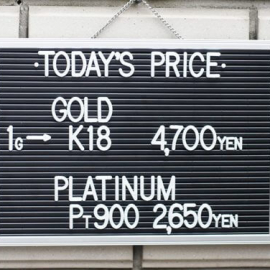 ·TODAY'S PRICE·
GOLD
1G→ K18 4,700YEN
PLATINUM
PT900 2,650YEN